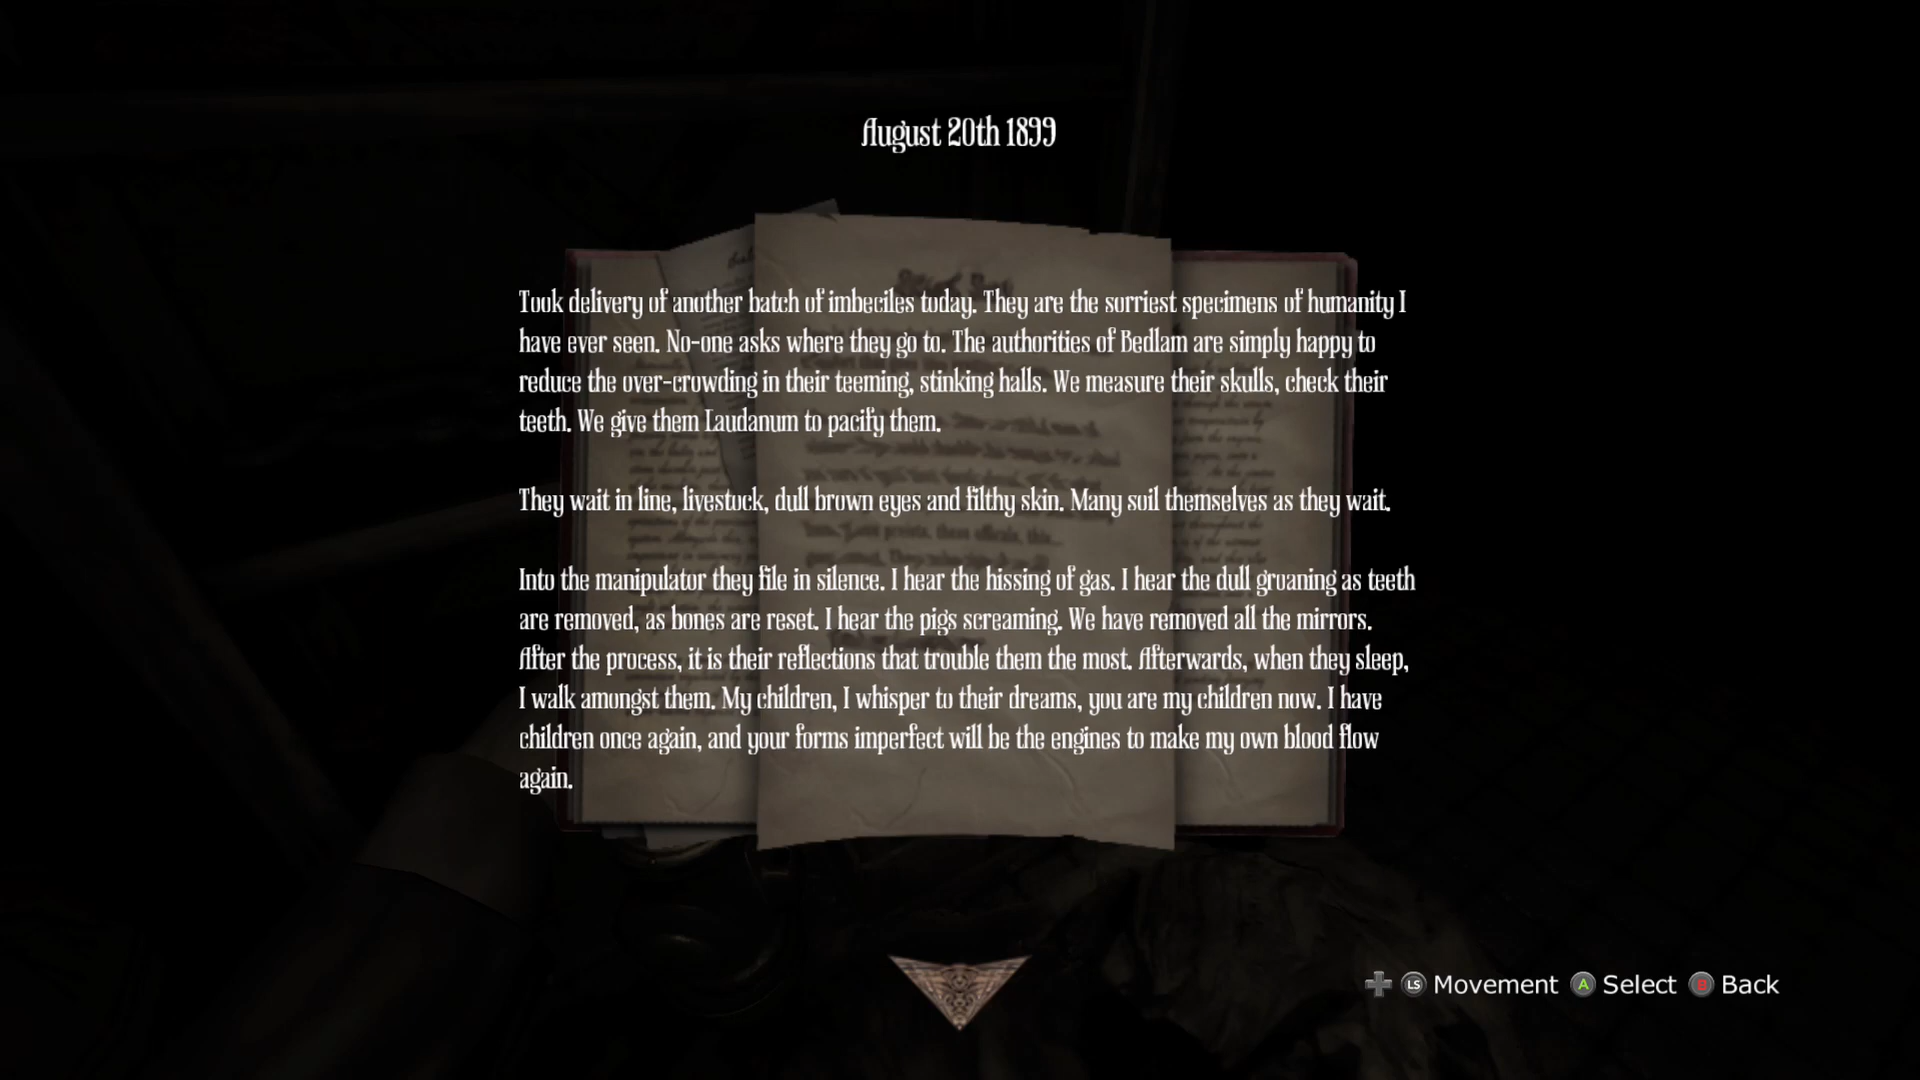 August 20th 1899
Took delivery of another batch of imbeciles today. They are the sorriest specimens of humanity I
have ever seen. No-one asks where they go to. The authorities of Bedlam are simply happy to
reduce the over-crowding in their teeming, stinking halls. We measure their skulls, check their
teeth. We give them Laudanum to pacify them.
They wait in line, livestock, dull brown eyes and filthy skin. Many soil themselves as they wait.
Into the manipulator they file in silence. I hear the hissing of gas. I hear the dull groaning as teeth
are removed, as bones are reset. I hear the pigs screaming. We have removed all the mirrors.
After the process, it is their reflections that trouble them the most. Afterwards, when they sleep,
I walk amongst them. My children, I whisper to their dreams, you are my children now. I have
children once again, and your forms imperfect will be the engines to make my own blood flow
again.
LS Movement A Select B Back